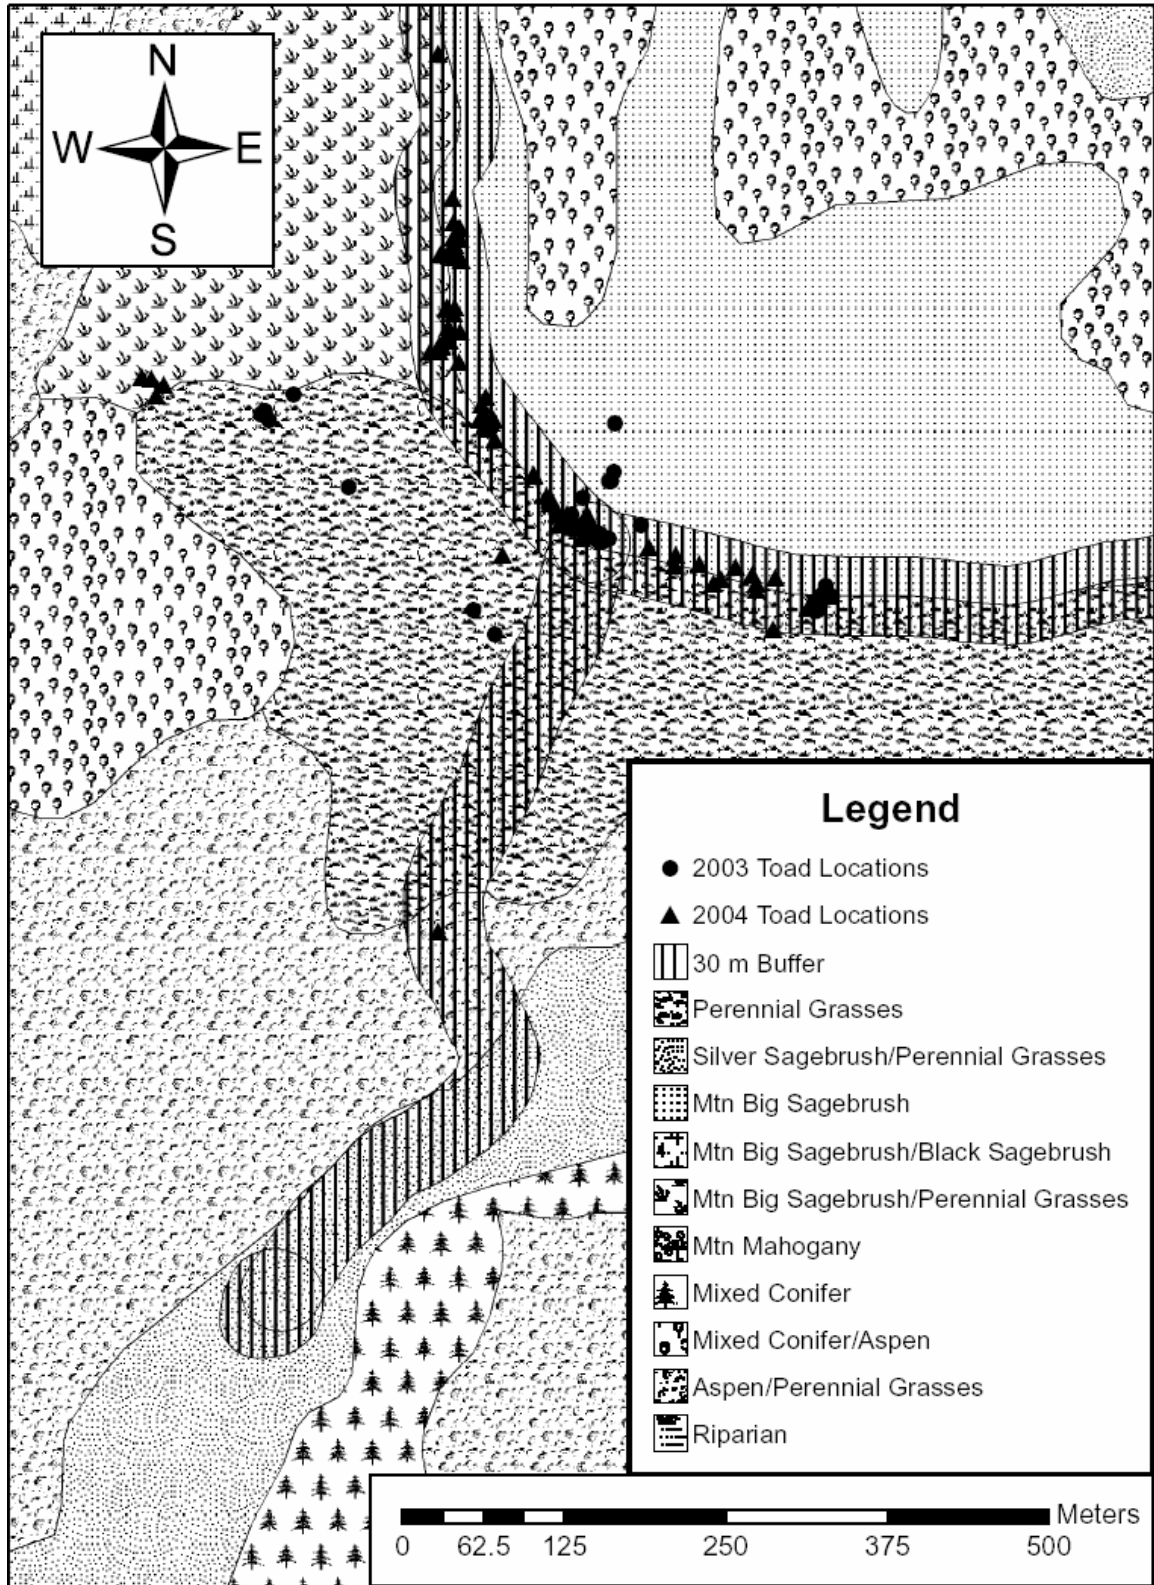 N
W E
S
Legend
2003 Toad Locations
2004 Toad Locations
30 m Buffer
Perennial Grasses
Silver Sagebrush/Perennial Grasses
Mtn Big Sagebrush
Mtn Big Sagebrush/Black Sagebrush
Mtn Big Sagebrush/Perennial Grasses
Mtn Mahogany
Mixed Conifer
Mixed Conifer/Aspen
Aspen/Perennial Grasses
Riparian
Meters
0 62.5 125 250 375 500